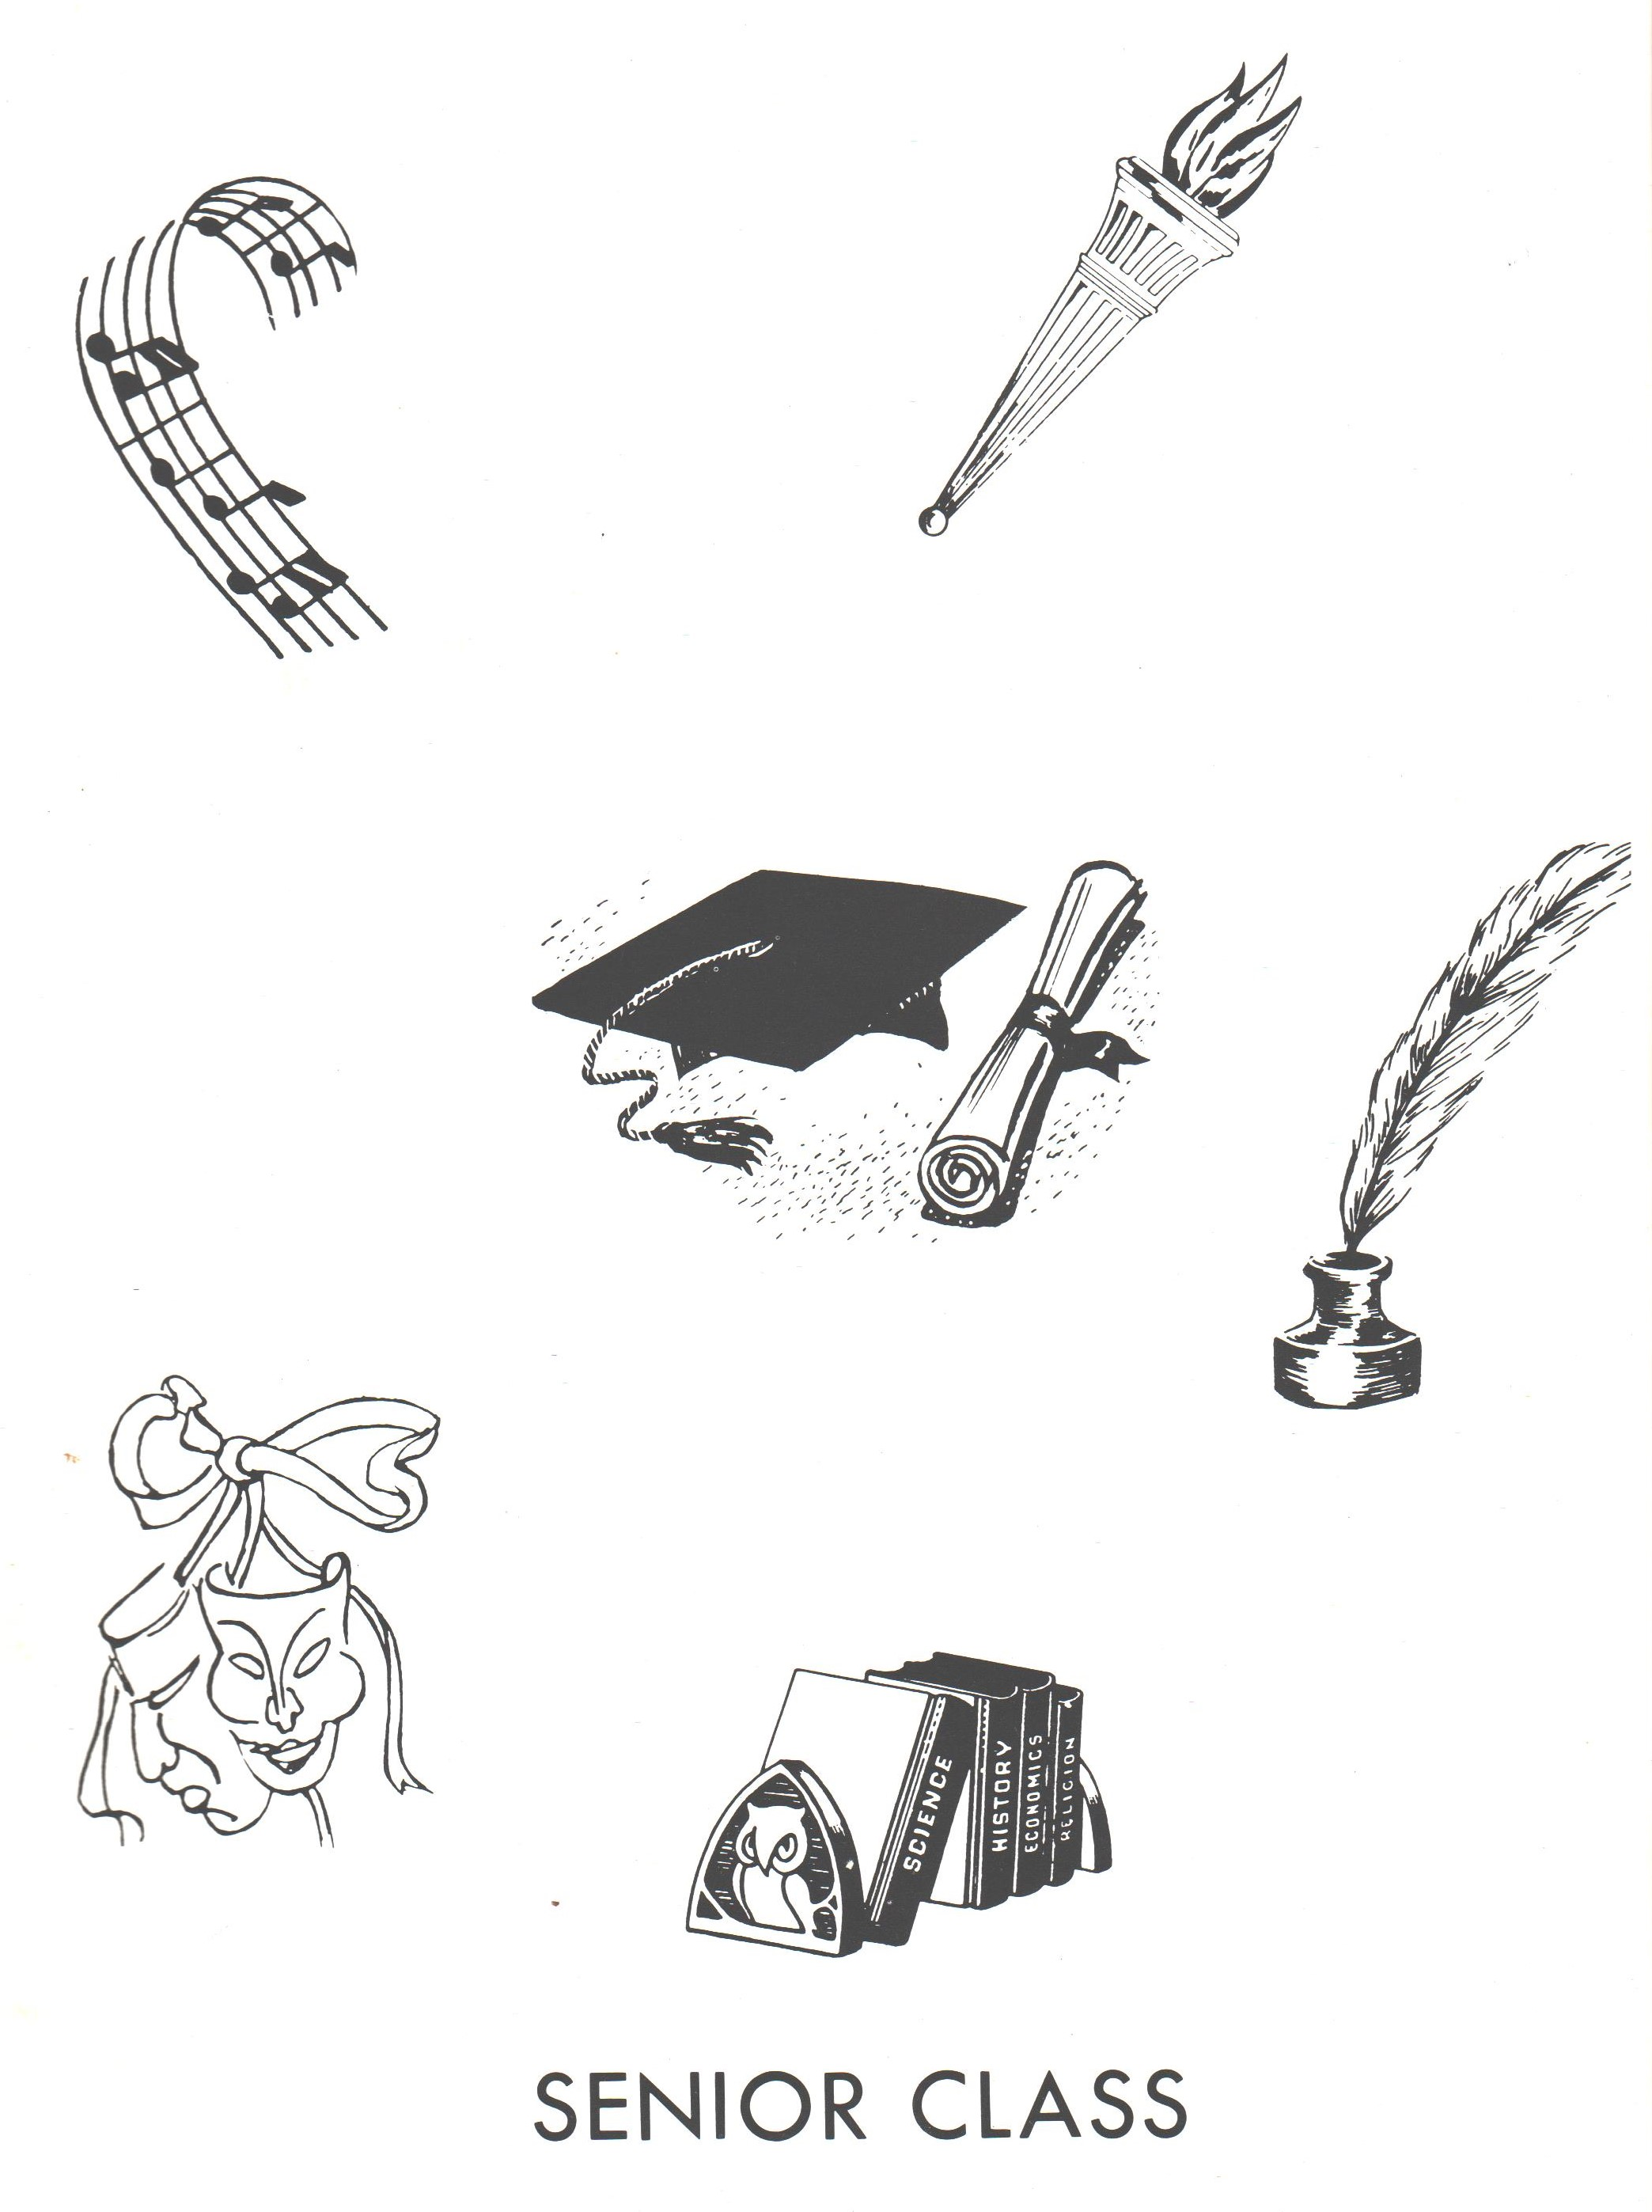 SCIENCE
HISTORY
ECONOMICS
RELIGION
SENIOR CLASS